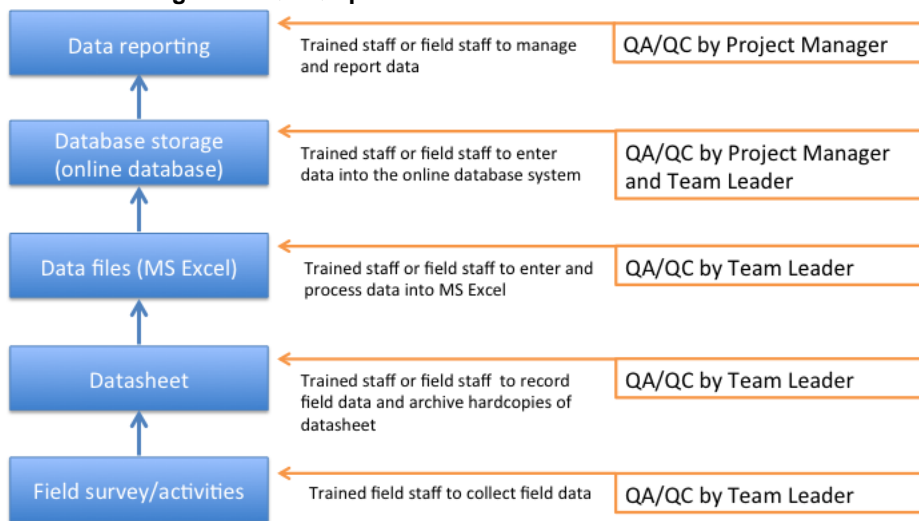 Data reporting
Trained staff or field staff to manage
and report data
QA/QC by Project Manager
Database storage
(online database)
Trained staff or field staff to enter
data into the online database system
QA/QC by Project Manager
and Team Leader
Data files (MS Excel)
Trained staff or field staff to enter and
process data into MS Excel
QA/QC by Team Leader
Datasheet
Trained staff or field staff to record
field data and archive hardcopies of
datasheet
QA/QC by Team Leader
Field survey/activities
Trained field staff to collect field data
QA/QC by Team Leader